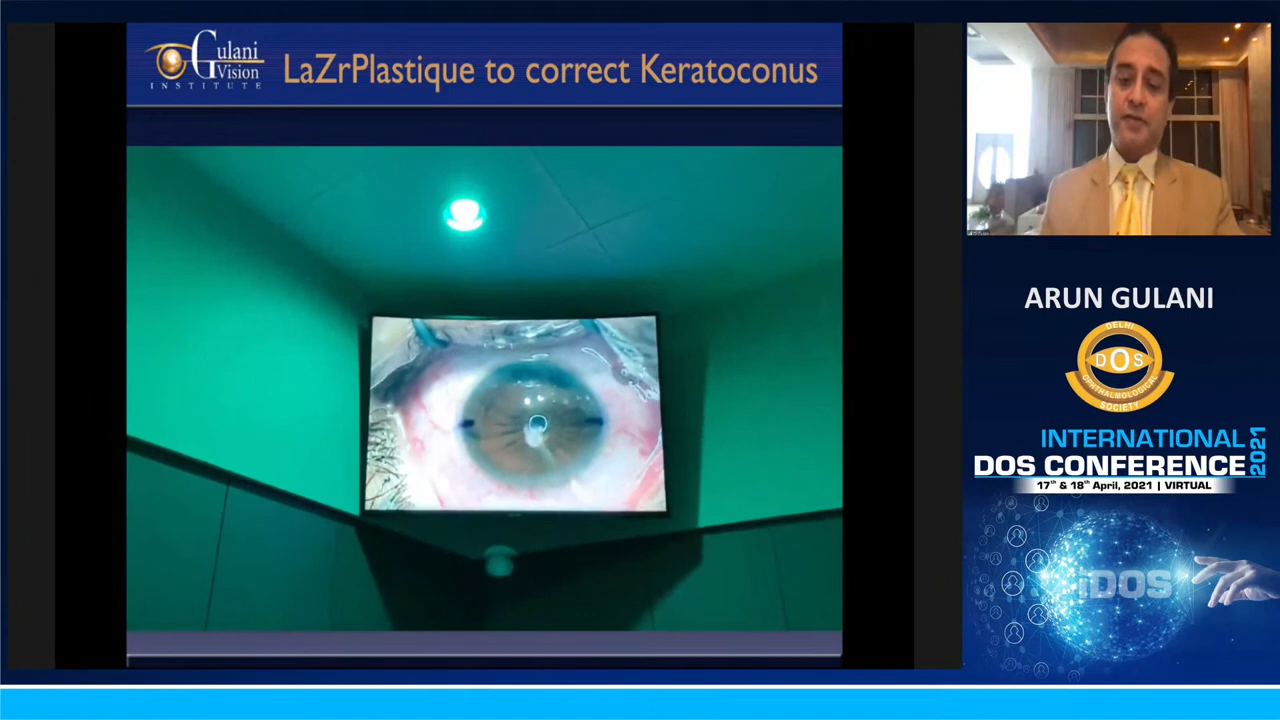 Gulani
Vision
INSTITUTE
LaZrPlastique to correct Keratoconus
ARUN GULANI
DELHI
DOS
OPHTHALMOLOGICAL
SOCIETY
INTERNATIONAL
DOS CONFERENCE
2021
17th & 18th April, 2021 | VIRTUAL
iDOS